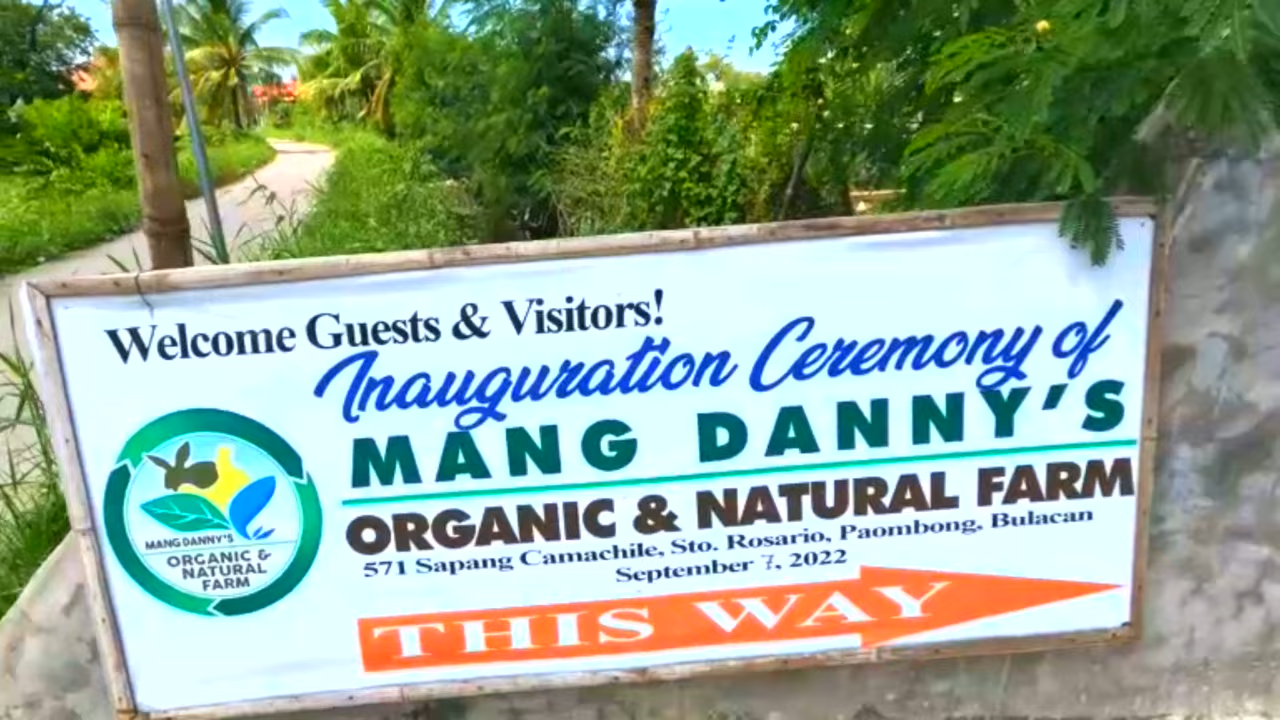 Welcome Guests & Visitors!
Inauguration Ceremony of
MANG DANNY'S
ORGANIC & NATURAL FARM
571 Sapang Camachile, Sto. Rosario, Paombong, Bulacan
September 7, 2022
THIS WAY
MANG DANNY'S
ORGANIC &
NATURAL
FARM